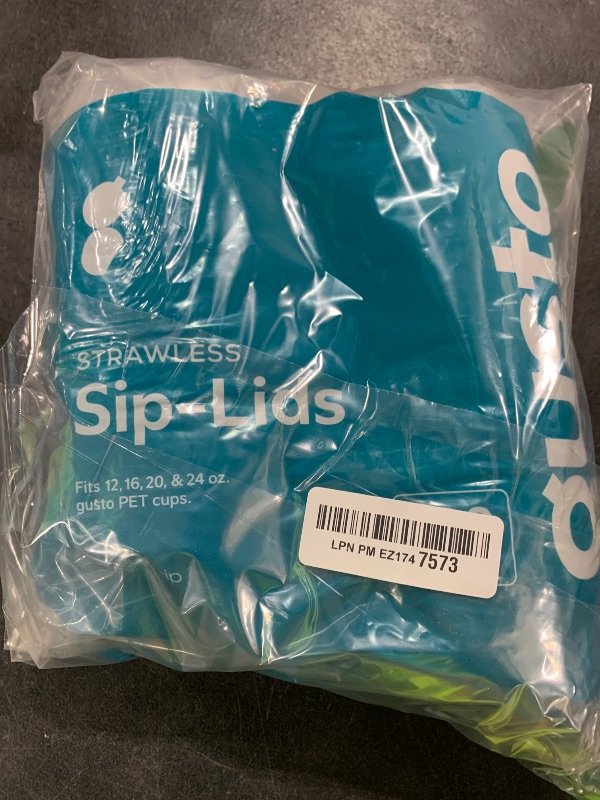 gusto
STRAWLESS
Sip-Lids
Fits 12, 16, 20, & 24 oz.
gusto PET cups.
LPN PM EZ174 7573